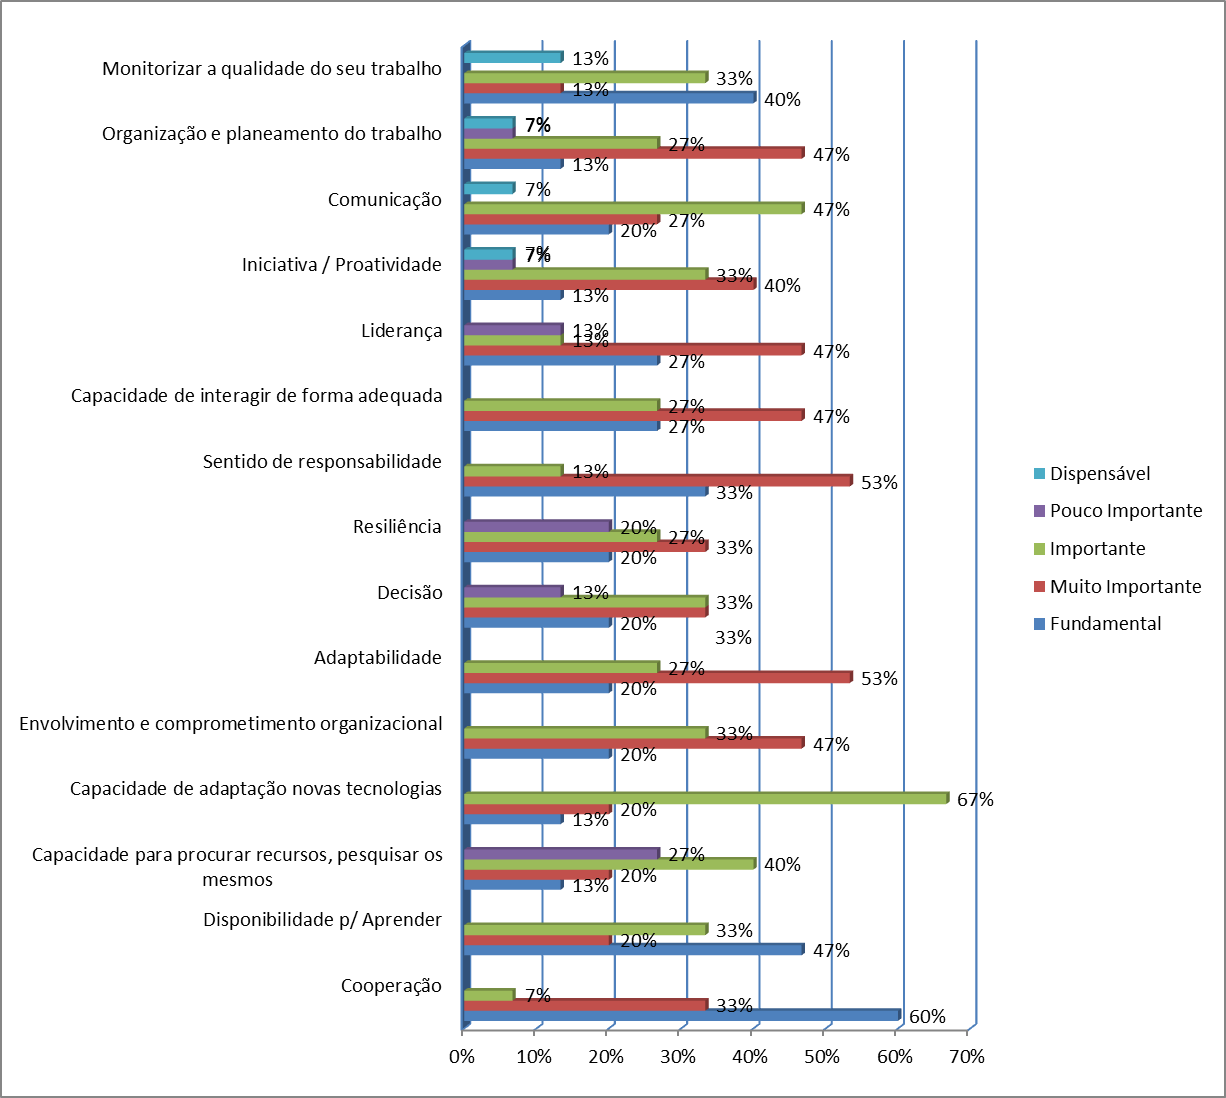 Monitorizar a qualidade do seu trabalho
13%
33%
13%
40%
Organização e planeamento do trabalho
7%
7%
27%
47%
13%
Comunicação
7%
47%
27%
20%
Iniciativa / Proatividade
7%
7%
33%
40%
13%
Liderança
13%
13%
47%
27%
Capacidade de interagir de forma adequada
27%
47%
27%
Sentido de responsabilidade
13%
53%
33%
Resiliência
20%
27%
33%
20%
Decisão
13%
33%
33%
20%
Adaptabilidade
27%
53%
20%
Envolvimento e comprometimento organizacional
33%
47%
20%
Capacidade de adaptação novas tecnologias
67%
20%
13%
Capacidade para procurar recursos, pesquisar os
mesmos
27%
40%
20%
13%
Disponibilidade p/ Aprender
33%
20%
47%
Cooperação
7%
33%
60%
0% 10% 20% 30% 40% 50% 60% 70%
Dispensável
Pouco Importante
Importante
Muito Importante
Fundamental